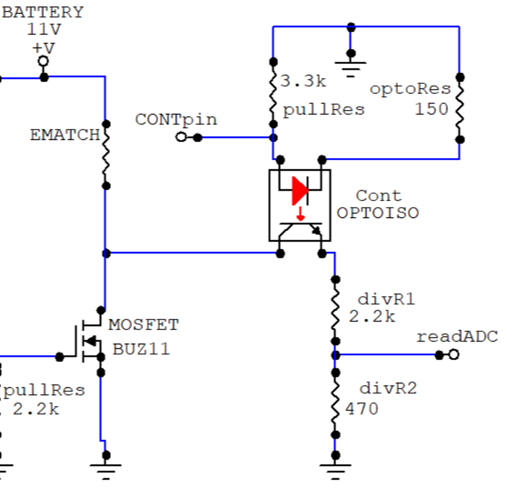 BATTERY
11V
+V
3.3k
pullRes
optoRes
150
CONTpin
EMATCH
Cont
OPTOISO
divR1
2.2k
MOSFET
BUZ11
readADC
pullRes
2.2k
divR2
470